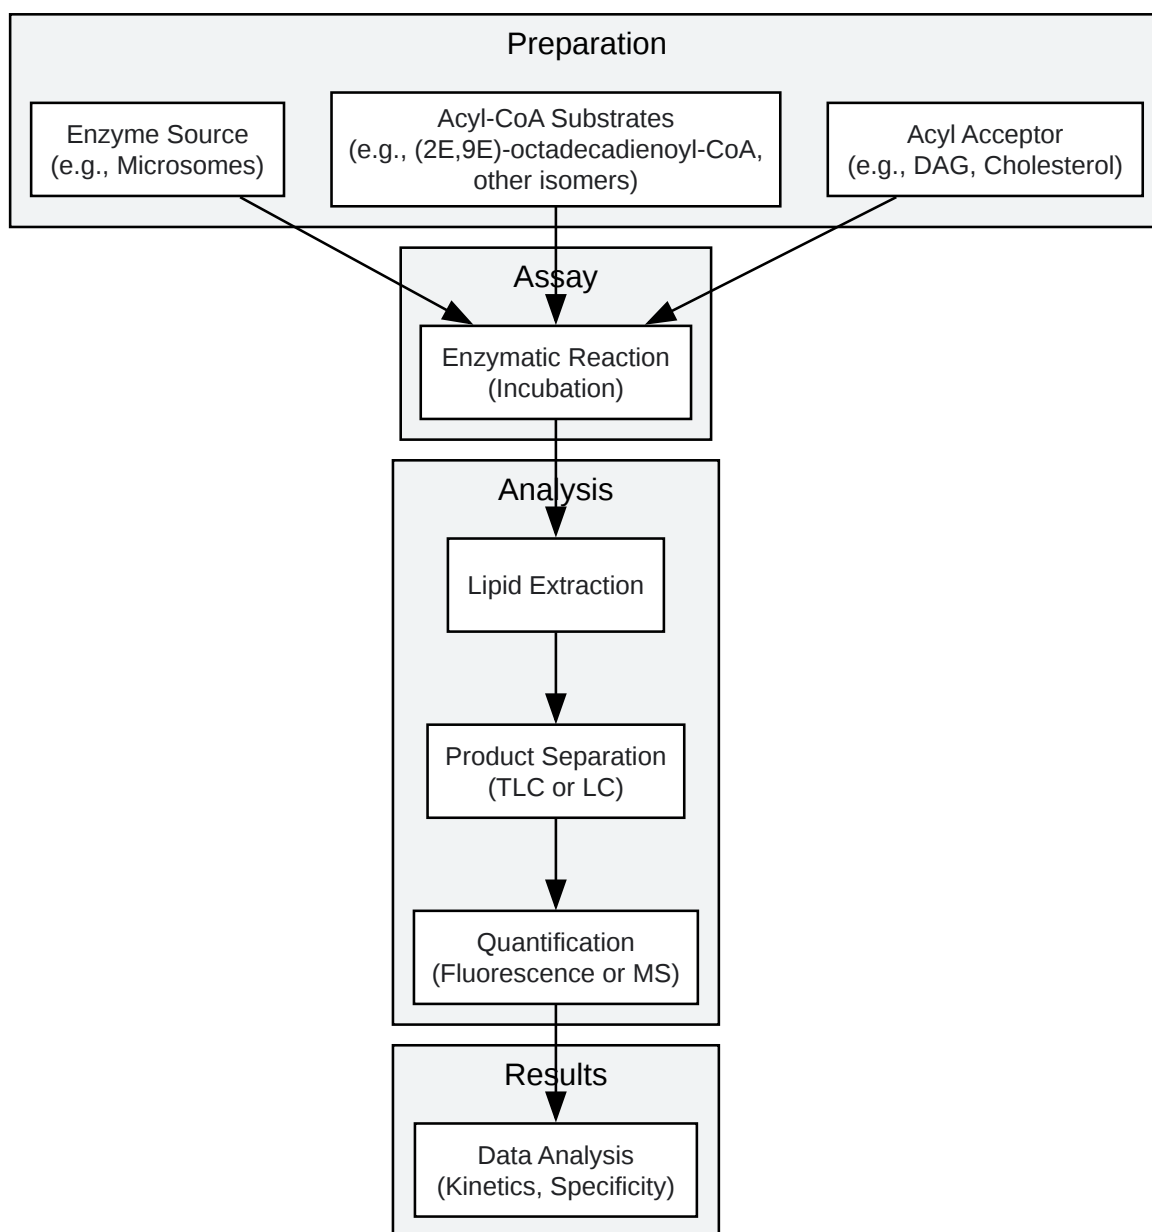 Preparation
Enzyme Source
(e.g., Microsomes)
Acyl-CoA Substrates
(e.g., (2E,9E)-octadecadienoyl-CoA,
other isomers)
Acyl Acceptor
(e.g., DAG, Cholesterol)
Assay
Enzymatic Reaction
(Incubation)
Analysis
Lipid Extraction
Product Separation
(TLC or LC)
Quantification
(Fluorescence or MS)
Results
Data Analysis
(Kinetics, Specificity)